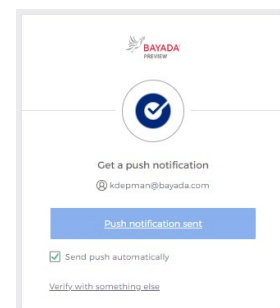 BAYADA
PREVIEW
Get a push notification
kdepman@bayada.com
Push notification sent
Send push automatically
Verify with something else